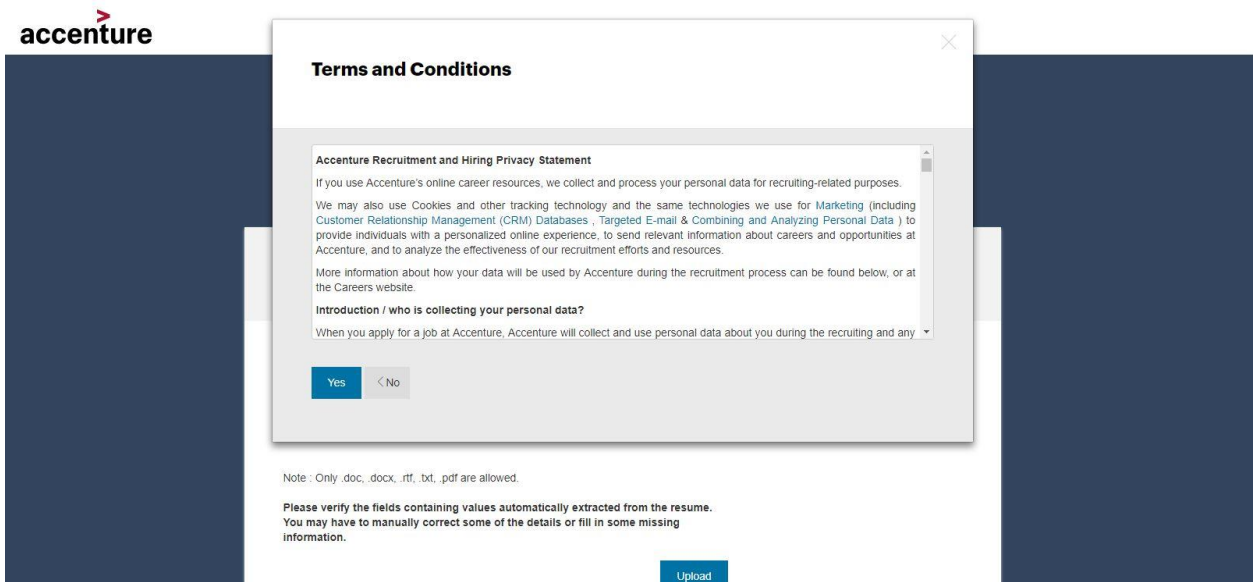 accenture
Terms and Conditions
Accenture Recruitment and Hiring Privacy Statement
If you use Accenture's online career resources, we collect and process your personal data for recruiting-related purposes.
We may also use Cookies and other tracking technology and the same technologies we use for Marketing (including
Customer Relationship Management (CRM) Databases , Targeted E-mail & Combining and Analyzing Personal Data ) to
provide individuals with a personalized online experience, to send relevant information about careers and opportunities at
Accenture, and to analyze the effectiveness of our recruitment efforts and resources.
More information about how your data will be used by Accenture during the recruitment process can be found below, or at
the Careers website.
Introduction / who is collecting your personal data?
When you apply for a job at Accenture, Accenture will collect and use personal data about you during the recruiting and any
Yes
No
Note : Only .doc, .docx, .rtf, .txt, .pdf are allowed.
Please verify the fields containing values automatically extracted from the resume.
You may have to manually correct some of the details or fill in some missing
information.
Upload